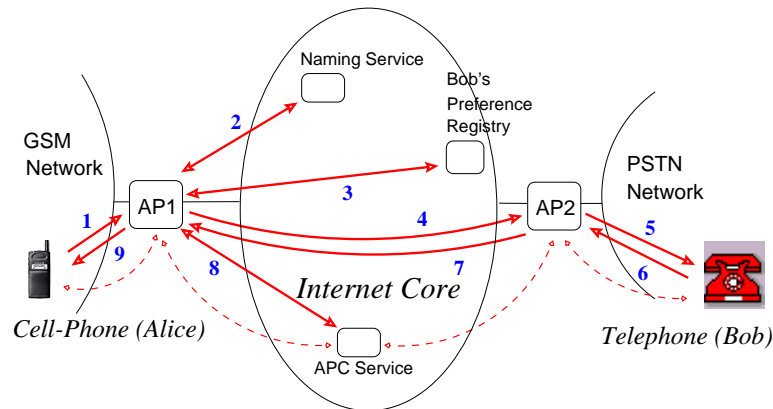 Naming Service
Bob's
Preference
Registry
GSM
Network
PSTN
Network
2
3
AP1
AP2
1
4
5
9
8
7
6
Internet Core
Cell-Phone (Alice)
Telephone (Bob)
APC Service